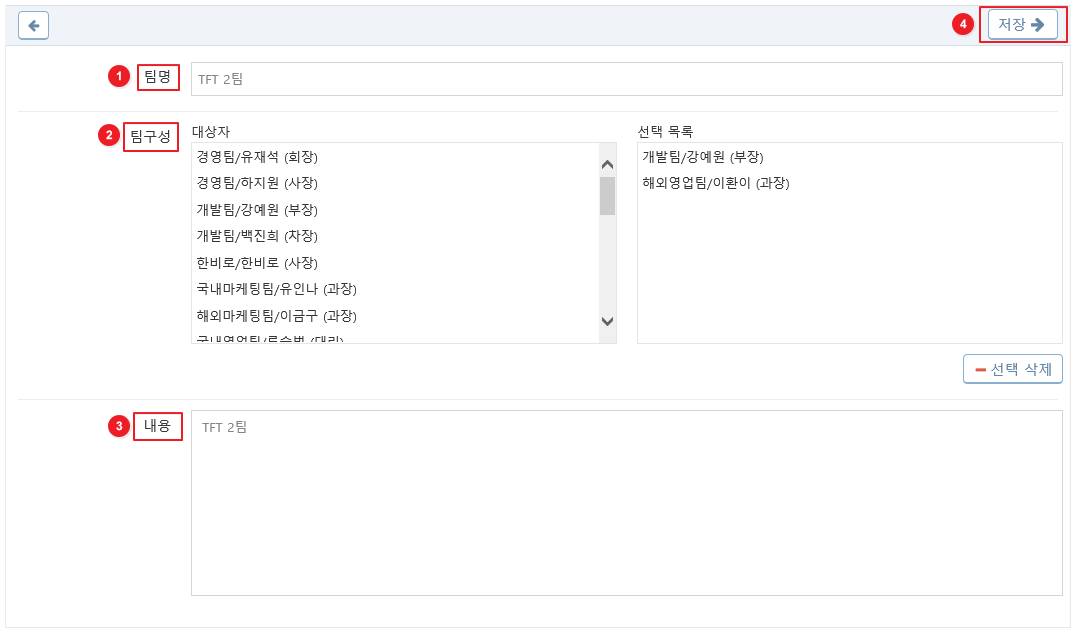 4 저장
1 팀명 TFT 2팀
2 팀구성 대상자 선택 목록
경영팀/유재석 (회장) 개발팀/강예원 (부장)
경영팀/하지원 (사장) 해외영업팀/이환이 (과장)
개발팀/강예원 (부장)
개발팀/백진희 (차장)
한비로/한비로 (사장)
국내마케팅팀/유인나 (과장)
해외마케팅팀/이금구 (과장)
선택 삭제
3 내용 TFT 2팀